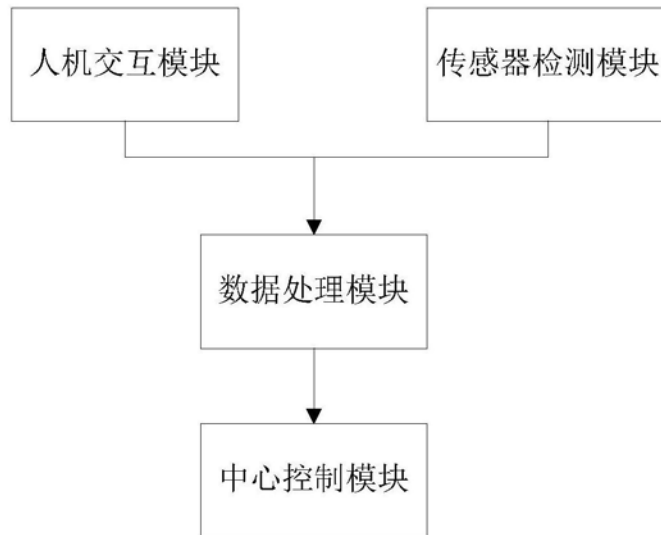 人机交互模块
传感器检测模块
数据处理模块
中心控制模块